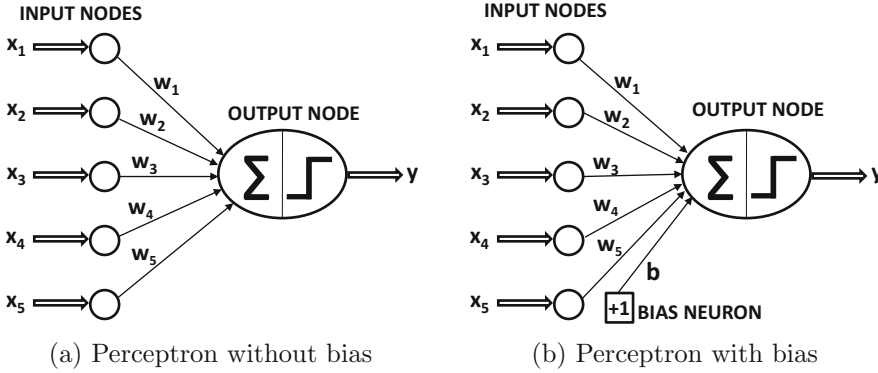 INPUT NODES
x1
w1
x2
w2
OUTPUT NODE
x3
w3
∑
y
w4
x4
w5
x5
(a) Perceptron without bias
INPUT NODES
x1
w1
x2
w2
OUTPUT NODE
x3
w3
∑
y
w4
x4
w5
b
x5
+1 BIAS NEURON
(b) Perceptron with bias